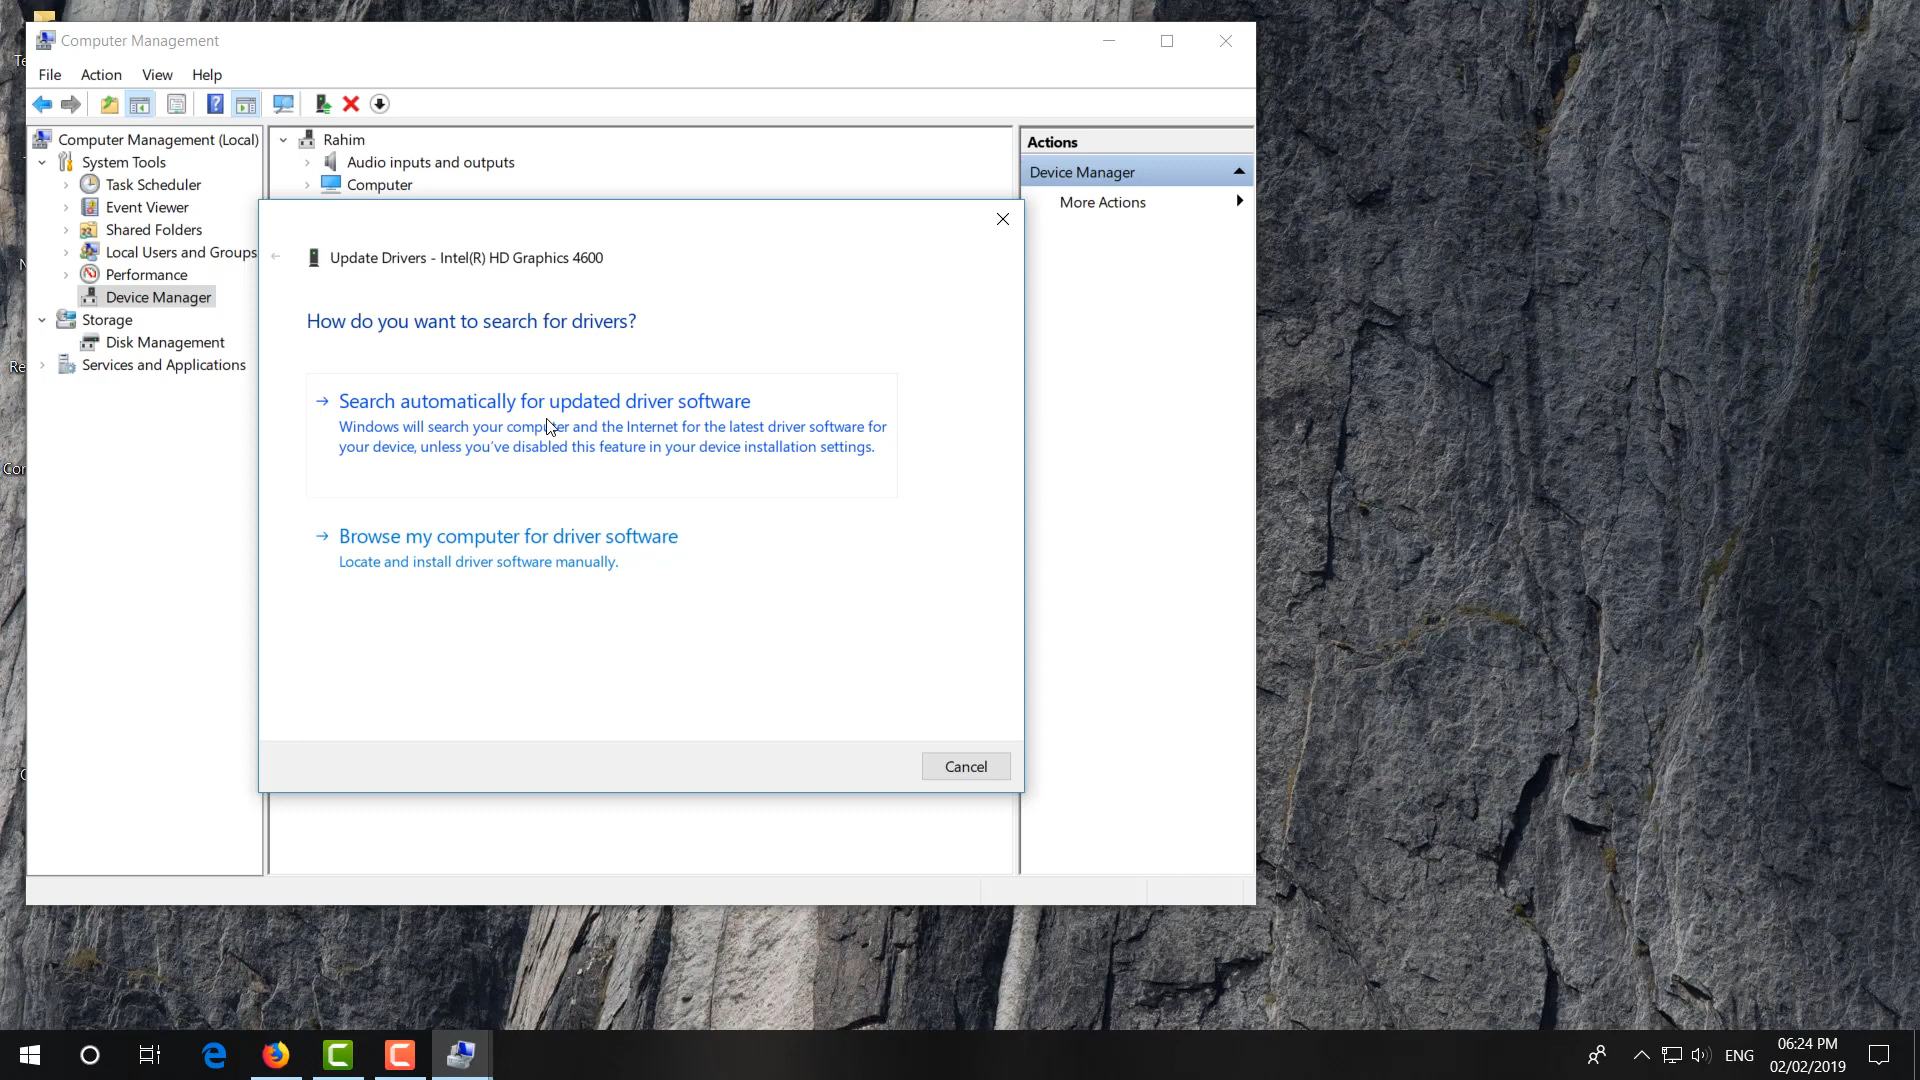 Computer Management
File Action View Help
Computer Management (Local)
System Tools
Task Scheduler
Event Viewer
Shared Folders
Local Users and Groups
Performance
Device Manager
Storage
Disk Management
Services and Applications
Rahim
Audio inputs and outputs
Computer
Actions
Device Manager
More Actions
Update Drivers - Intel(R) HD Graphics 4600
How do you want to search for drivers?
Search automatically for updated driver software
Windows will search your computer and the Internet for the latest driver software for
your device, unless you've disabled this feature in your device installation settings.
Browse my computer for driver software
Locate and install driver software manually.
Cancel
ENG
06:24 PM
02/02/2019